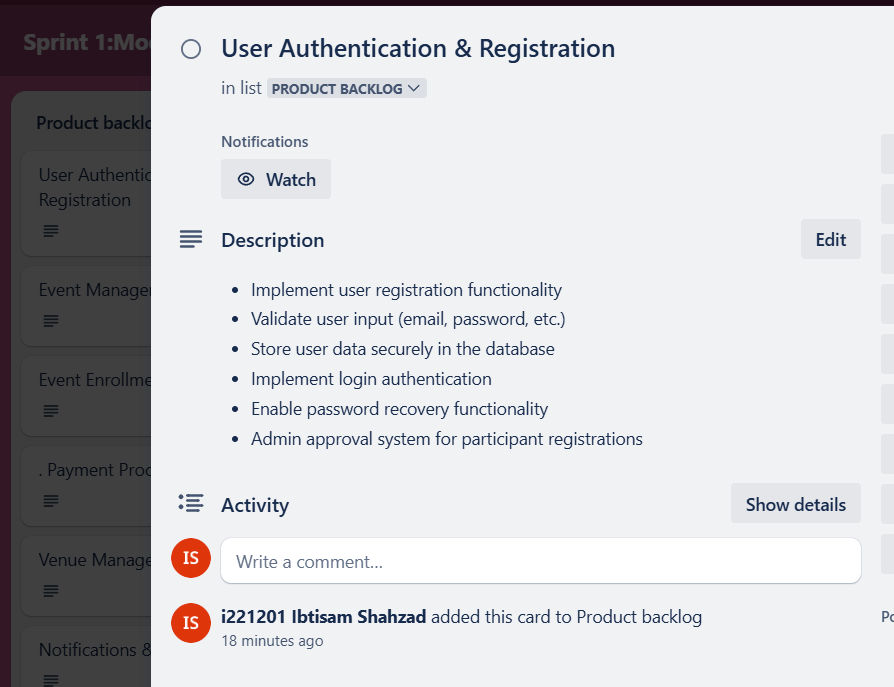 Sprint 1:Mo
Product backlo
User Authentic
Registration
Event Manager
Event Enrollme
. Payment Proc
Venue Manage
Notifications &
User Authentication & Registration
in list PRODUCT BACKLOG
Notifications
Watch
Description
Edit
Implement user registration functionality
Validate user input (email, password, etc.)
Store user data securely in the database
Implement login authentication
Enable password recovery functionality
Admin approval system for participant registrations
Activity
Show details
IS
Write a comment...
IS
i221201 Ibtisam Shahzad added this card to Product backlog
18 minutes ago
Po